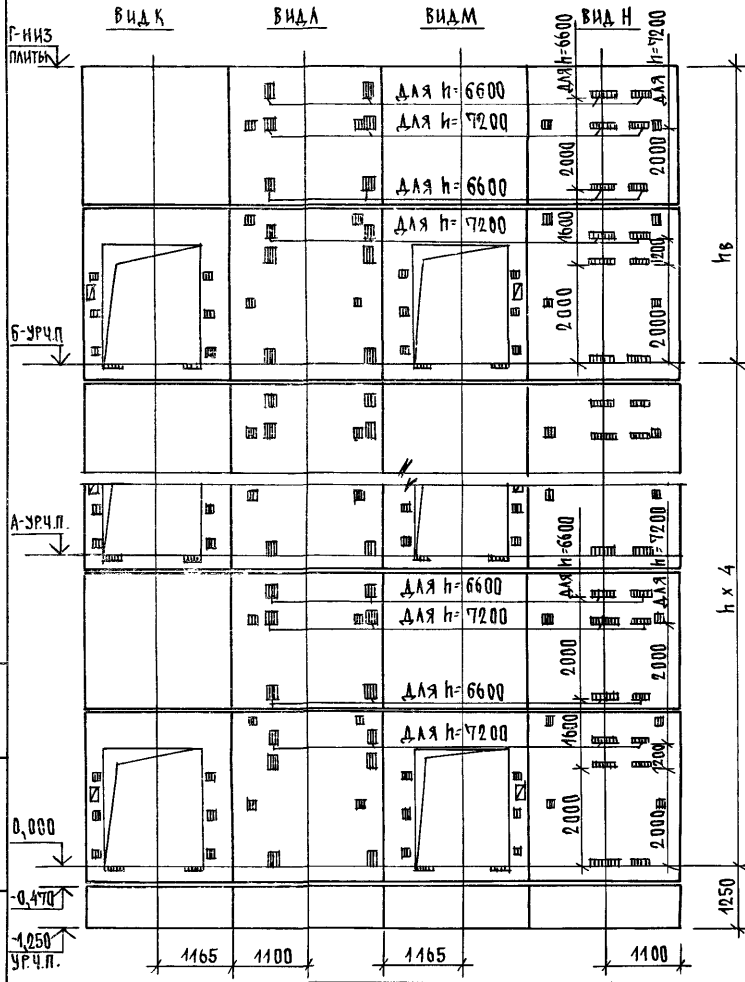 ВИД К
ВИД Л
ВИД М
ВИД Н
Г-НИЗ
ПЛИТЫ
ДЛЯ h=6600
ДЛЯ h=7200
ДЛЯ h=6600
ДЛЯ h=7200
ДЛЯ h=6600
ДЛЯ h=7200
2000
2000
1600
1200
2000
2000
hв
Б-УР.Ч.П
А-УР.Ч.П.
ДЛЯ h=6600
ДЛЯ h=7200
h x 4
ДЛЯ h=6600
ДЛЯ h=7200
2000
2000
ДЛЯ h=6600
ДЛЯ h=7200
1600
1200
2000
2000
0,000
-0,470
-1,250
УР.Ч.П.
1250
1165
1100
1165
1100